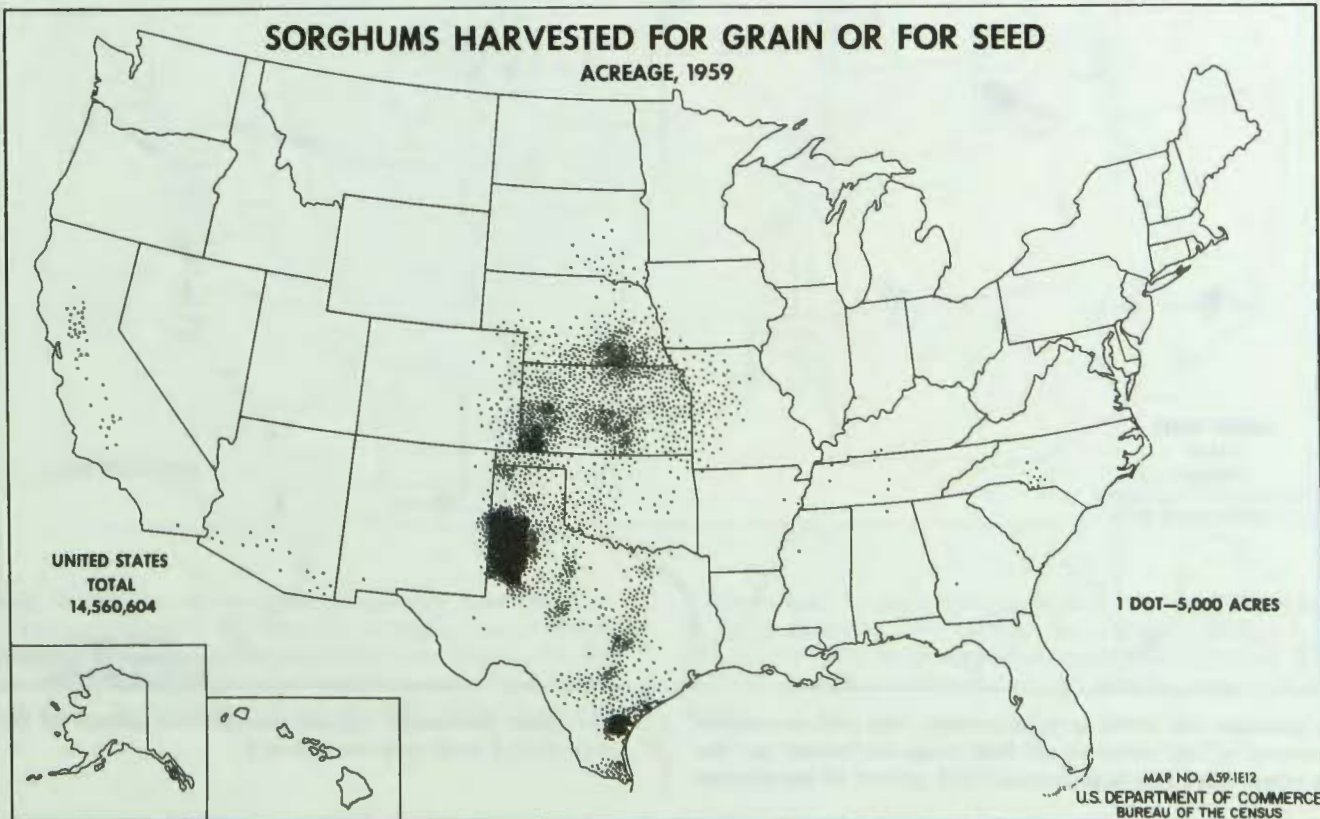 SORGHUMS HARVESTED FOR GRAIN OR FOR SEED
ACREAGE, 1959
UNITED STATES
TOTAL
14,560,604
1 DOT—5,000 ACRES
MAP NO. A59-1E12
U.S. DEPARTMENT OF COMMERCE
BUREAU OF THE CENSUS